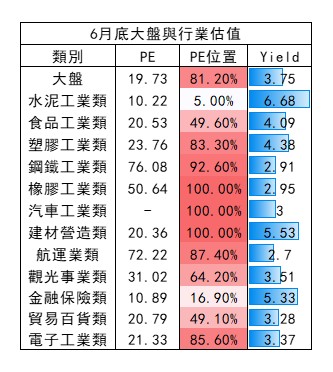 6月底大盤與行業估值
類別 PE PE位置 Yield
大盤 19.73 81.20% 3.75
水泥工業類 10.22 5.00% 6.68
食品工業類 20.53 49.60% 4.09
塑膠工業類 23.76 83.30% 4.38
鋼鐵工業類 76.08 92.60% 2.91
橡膠工業類 50.64 100.00% 2.95
汽車工業類 - 100.00% 3
建材營造類 20.36 100.00% 5.53
航運業類 72.22 87.40% 2.7
觀光事業類 31.02 64.20% 3.51
金融保險類 10.89 16.90% 5.33
貿易百貨類 20.79 49.10% 3.28
電子工業類 21.33 85.60% 3.37